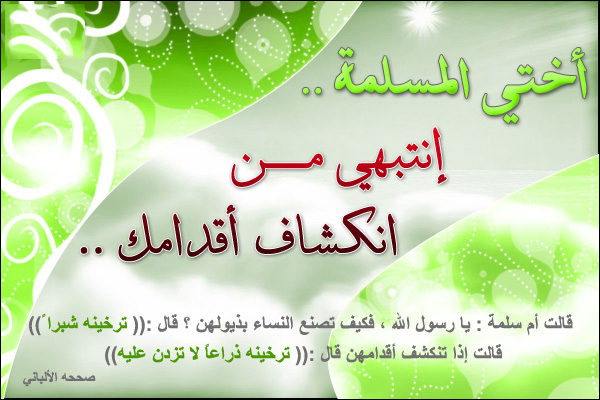 أختي المسلمة ..
إنتبهي مــــن
انكشاف أقدامك ..
قالت أم سلمة : يا رسول الله ، فكيف تصنع النساء بذيولهن ؟ قال :(( ترخينه شبراً ))
قالت إذا تنكشف أقدامهن قال :(( ترخينه ذراعاً لا تزدن عليه))
صححه الألباني